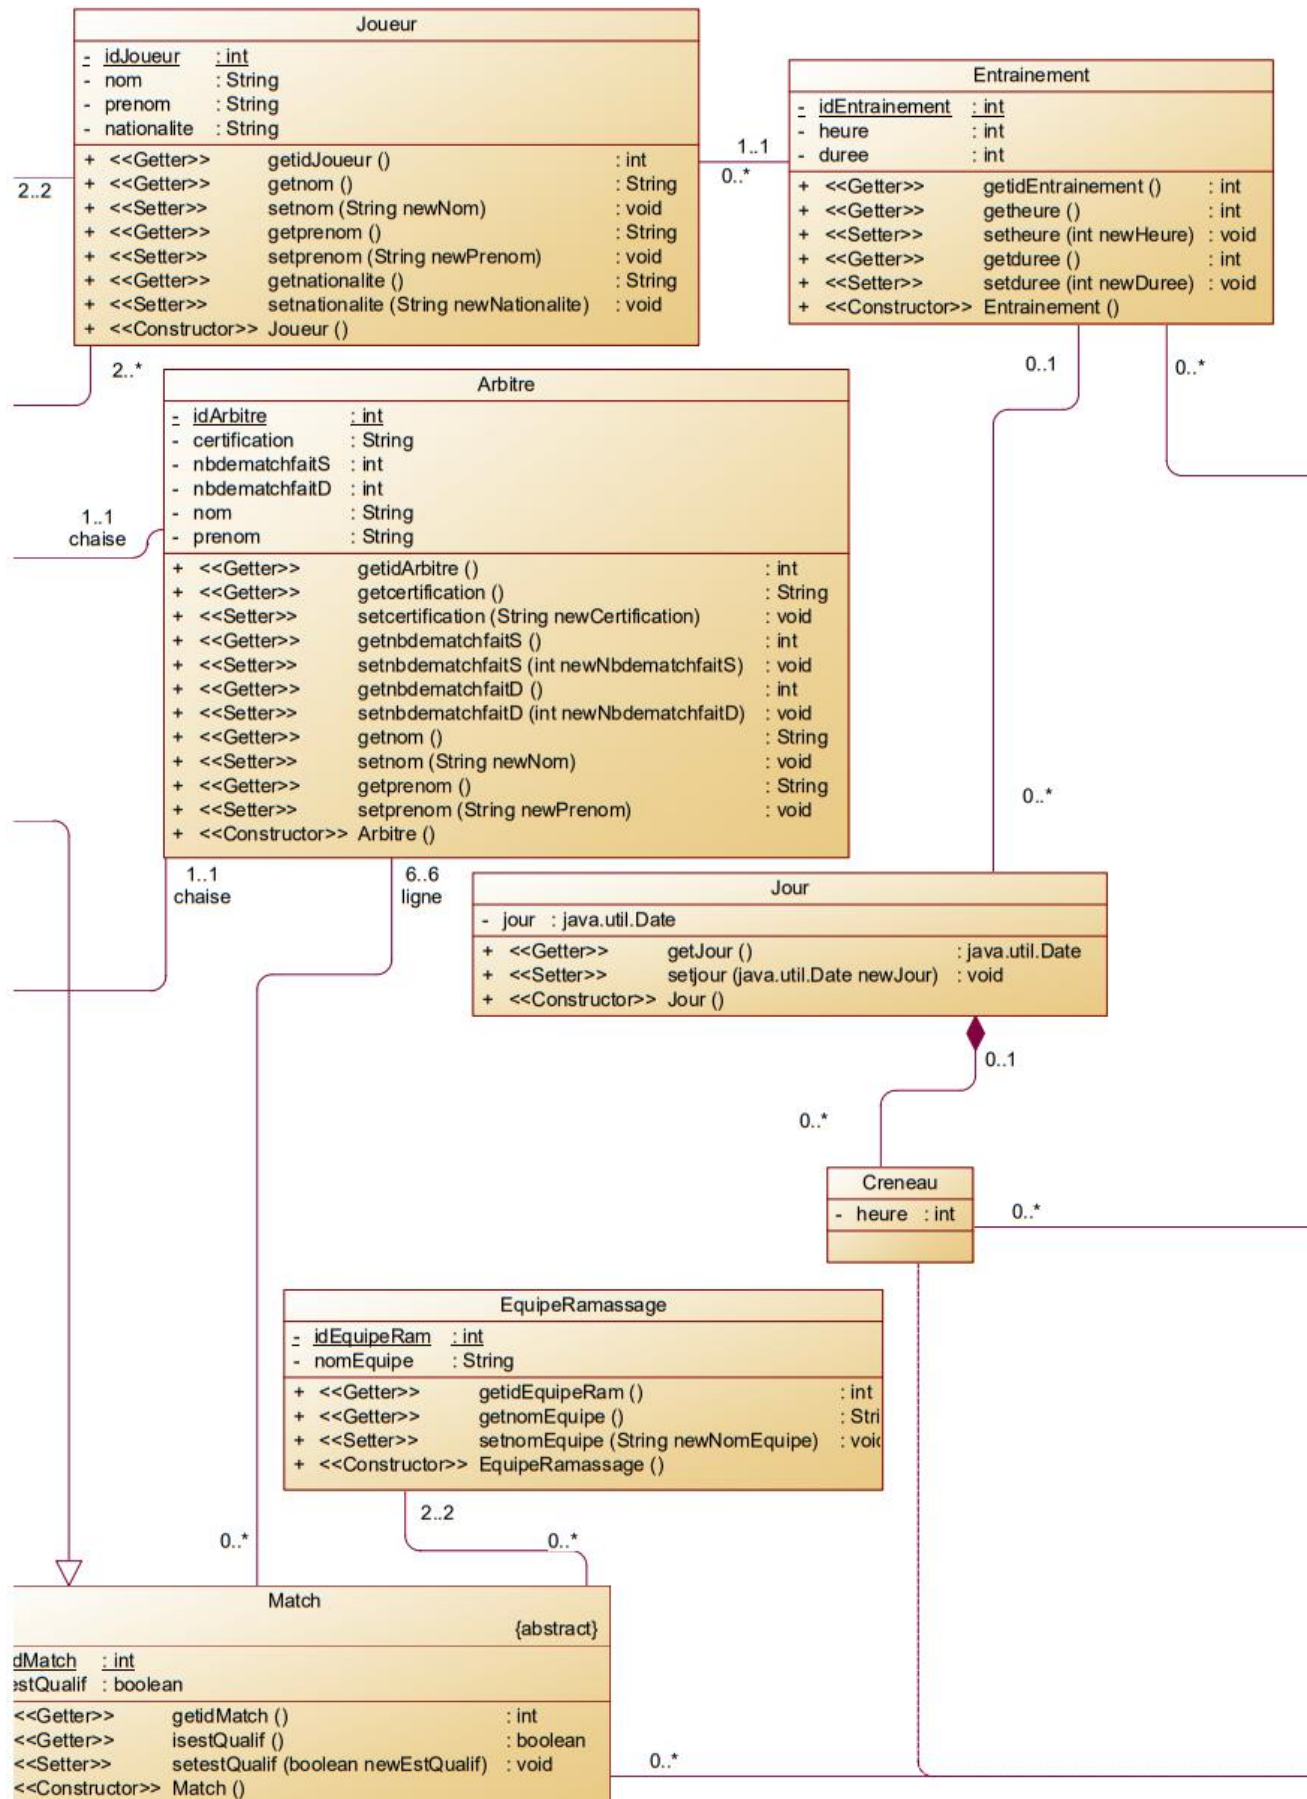 Joueur
- idJoueur : int
- nom : String
- prenom : String
- nationalite : String
+ <<Getter>> getidJoueur () : int
+ <<Getter>> getnom () : String
+ <<Setter>> setnom (String newNom) : void
+ <<Getter>> getprenom () : String
+ <<Setter>> setprenom (String newPrenom) : void
+ <<Getter>> getnationalite () : String
+ <<Setter>> setnationalite (String newNationalite) : void
+ <<Constructor>> Joueur ()
2..2
2..*
1..1
0..*
Entrainement
- idEntrainement : int
- heure : int
- duree : int
+ <<Getter>> getidEntrainement () : int
+ <<Getter>> getheure () : int
+ <<Setter>> setheure (int newHeure) : void
+ <<Getter>> getduree () : int
+ <<Setter>> setduree (int newDuree) : void
+ <<Constructor>> Entrainement ()
0..1
0..*
Arbitre
- idArbitre : int
- certification : String
- nbdematchfaitS : int
- nbdematchfaitD : int
- nom : String
- prenom : String
+ <<Getter>> getidArbitre () : int
+ <<Getter>> getcertification () : String
+ <<Setter>> setcertification (String newCertification) : void
+ <<Getter>> getnbdematchfaitS () : int
+ <<Setter>> setnbdematchfaitS (int newNbdematchfaitS) : void
+ <<Getter>> getnbdematchfaitD () : int
+ <<Setter>> setnbdematchfaitD (int newNbdematchfaitD) : void
+ <<Getter>> getnom () : String
+ <<Setter>> setnom (String newNom) : void
+ <<Getter>> getprenom () : String
+ <<Setter>> setprenom (String newPrenom) : void
+ <<Constructor>> Arbitre ()
1..1
chaise
1..1
chaise
6..6
ligne
0..*
Jour
- jour : java.util.Date
+ <<Getter>> getJour () : java.util.Date
+ <<Setter>> setjour (java.util.Date newJour) : void
+ <<Constructor>> Jour ()
0..1
0..*
Creneau
- heure : int
0..*
EquipeRamassage
- idEquipeRam : int
- nomEquipe : String
+ <<Getter>> getidEquipeRam () : int
+ <<Getter>> getnomEquipe () : Stri
+ <<Setter>> setnomEquipe (String newNomEquipe) : voi
+ <<Constructor>> EquipeRamassage ()
2..2
0..*
0..*
Match
{abstract}
dMatch : int
estQualif : boolean
<<Getter>> getidMatch () : int
<<Getter>> isestQualif () : boolean
<<Setter>> setestQualif (boolean newEstQualif) : void
<<Constructor>> Match ()
0..*